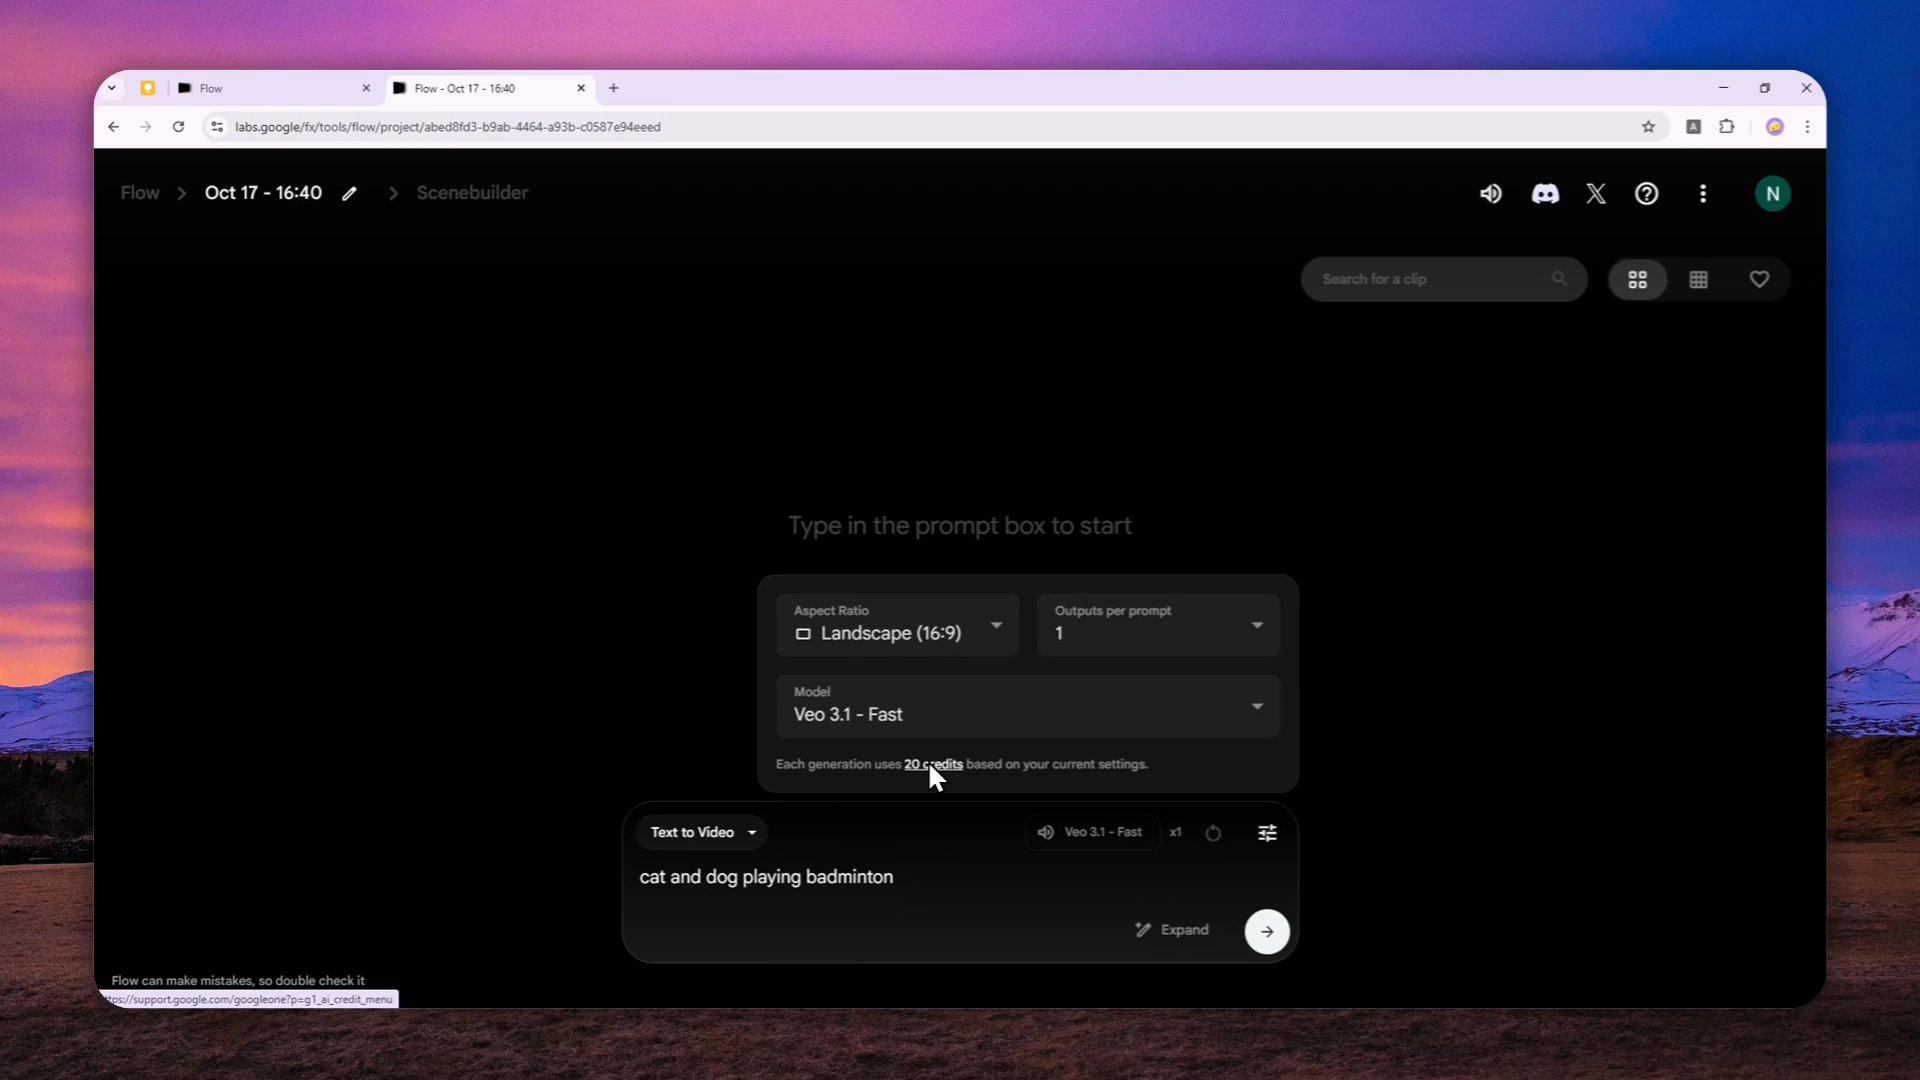 Flow
Flow - Oct 17 - 16:40
labs.google/fx/tools/flow/project/abed8fd3-b9ab-4464-a93b-c0587e94eeed
A
Flow
Oct 17 - 16:40
Scenebuilder
N
Search for a clip
Type in the prompt box to start
Aspect Ratio
Landscape (16:9)
Outputs per prompt
1
Model
Veo 3.1 - Fast
Each generation uses 20 credits based on your current settings.
Text to Video
Veo 3.1 - Fast
x1
cat and dog playing badminton
Expand
Flow can make mistakes, so double check it
tps://support.google.com/googleone?p=g1_ai_credit_menu